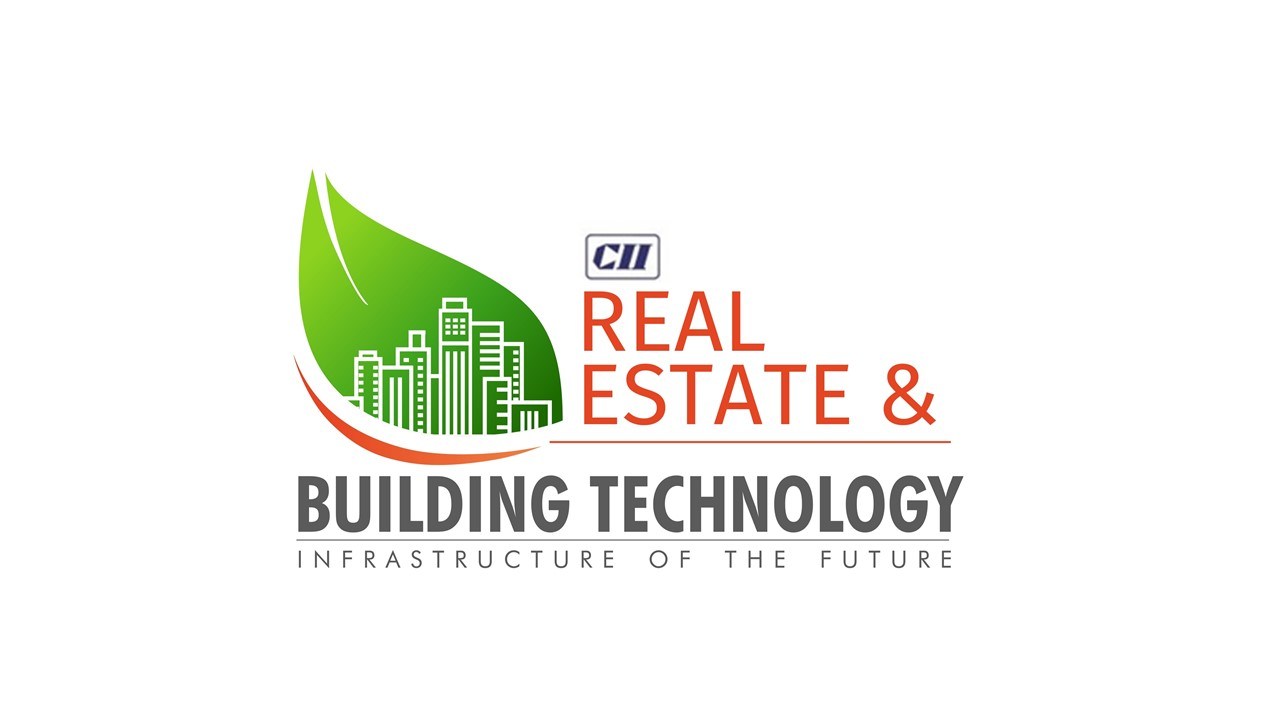 CII
REAL
ESTATE &
BUILDING TECHNOLOGY
INFRASTRUCTURE OF THE FUTURE